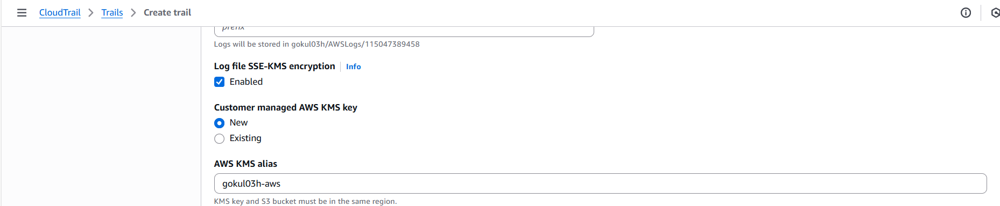 CloudTrail > Trails > Create trail
prefix
Logs will be stored in gokul03h/AWSLogs/115047389458
Log file SSE-KMS encryption | Info
Enabled
Customer managed AWS KMS key
New
Existing
AWS KMS alias
gokul03h-aws
KMS key and S3 bucket must be in the same region.